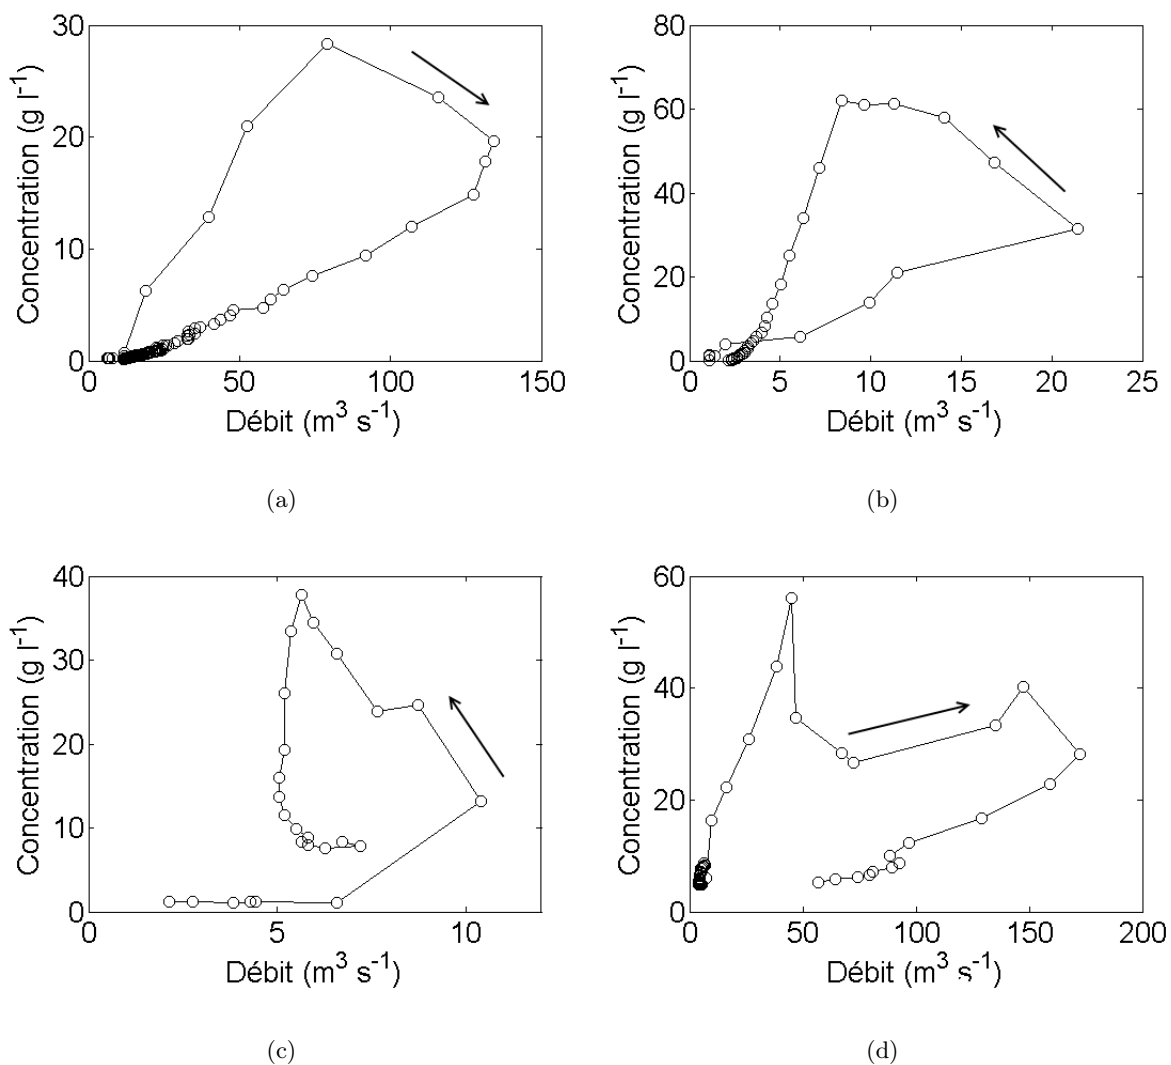 30
20
10
0
Concentration (g l⁻¹)
0 50 100 150
Débit (m³ s⁻¹)
(a)
80
60
40
20
0
Concentration (g l⁻¹)
0 5 10 15 20 25
Débit (m³ s⁻¹)
(b)
40
30
20
10
0
Concentration (g l⁻¹)
0 5 10
Débit (m³ s⁻¹)
(c)
60
40
20
0
Concentration (g l⁻¹)
0 50 100 150 200
Débit (m³ s⁻¹)
(d)